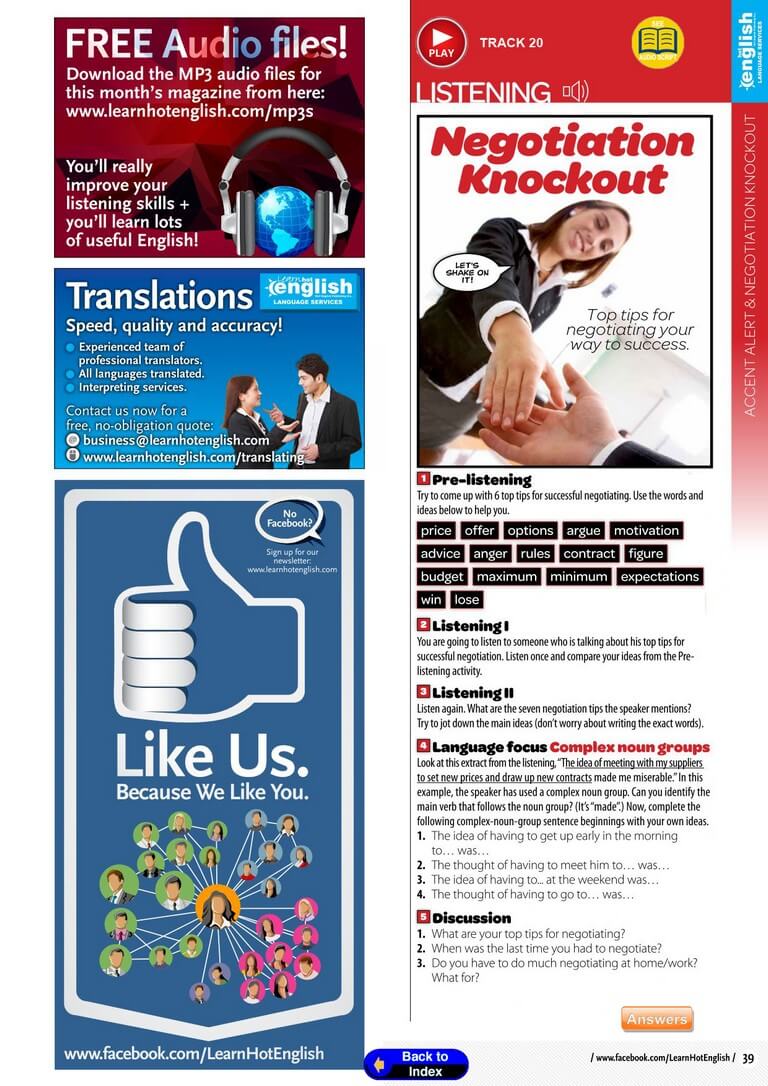 FREE Audio files!
Download the MP3 audio files for
this month's magazine from here:
www.learnhotenglish.com/mp3s
You'll really
improve your
listening skills +
you'll learn lots
of useful English!
Translations
Learn hot
english
LANGUAGE SERVICES
Speed, quality and accuracy!
Experienced team of
professional translators.
All languages translated.
Interpreting services.
Contact us now for a
free, no-obligation quote:
@ business@learnhotenglish.com
www.learnhotenglish.com/translating
No
Facebook?
Sign up for our
newsletter:
www.learnhotenglish.com
Like Us.
Because We Like You.
www.facebook.com/LearnHotEnglish
PLAY
TRACK 20
SEE
AUDIO SCRIPT
hot
english
LANGUAGE SERVICES
LISTENING
ACCENT ALERT & NEGOTIATION KNOCKOUT
Negotiation
Knockout
LET'S
SHAKE ON
IT!
Top tips for
negotiating your
way to success.
1 Pre-listening
Try to come up with 6 top tips for successful negotiating. Use the words and
ideas below to help you.
price offer options argue motivation
advice anger rules contract figure
budget maximum minimum expectations
win lose
2 Listening I
You are going to listen to someone who is talking about his top tips for
successful negotiation. Listen once and compare your ideas from the Pre-
listening activity.
3 Listening II
Listen again. What are the seven negotiation tips the speaker mentions?
Try to jot down the main ideas (don't worry about writing the exact words).
4 Language focus Complex noun groups
Look at this extract from the listening, "The idea of meeting with my suppliers
to set new prices and draw up new contracts made me miserable." In this
example, the speaker has used a complex noun group. Can you identify the
main verb that follows the noun group? (It's "made".) Now, complete the
following complex-noun-group sentence beginnings with your own ideas.
1. The idea of having to get up early in the morning
to… was…
2. The thought of having to meet him to… was…
3. The idea of having to... at the weekend was…
4. The thought of having to go to… was…
5 Discussion
1. What are your top tips for negotiating?
2. When was the last time you had to negotiate?
3. Do you have to do much negotiating at home/work?
What for?
Answers
Back to
Index
/ www.facebook.com/LearnHotEnglish / 39